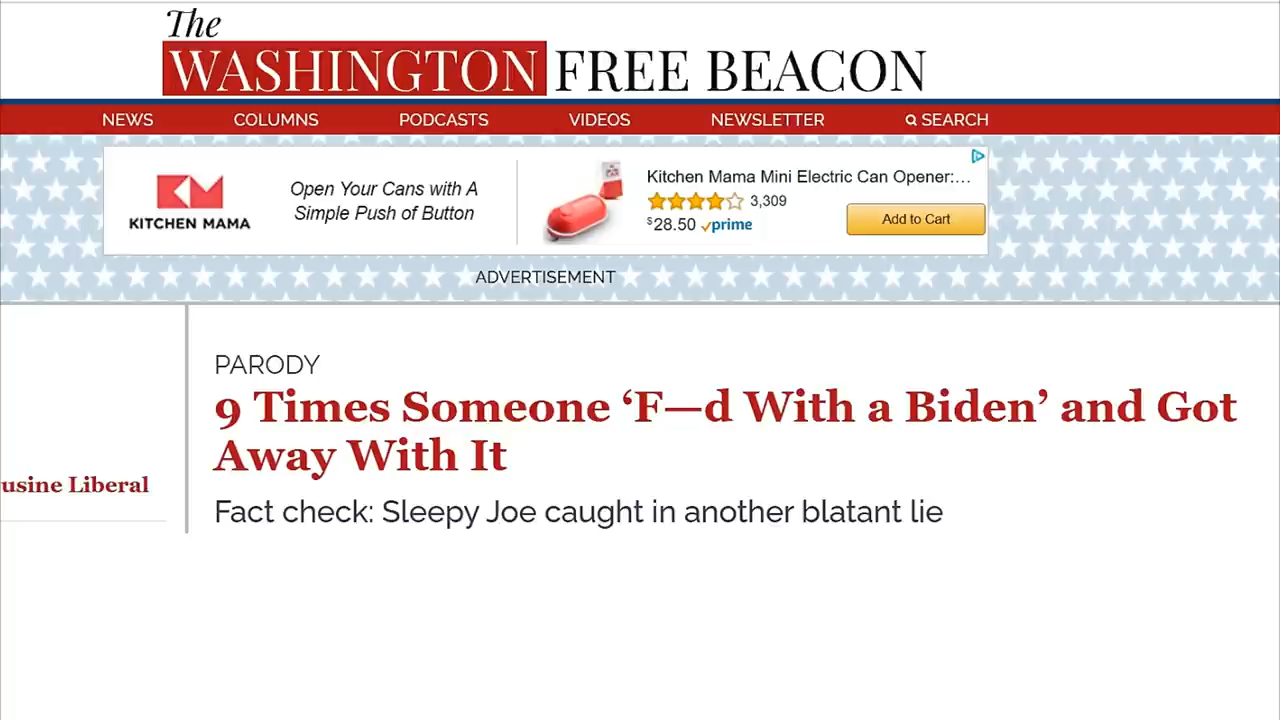 The
WASHINGTON FREE BEACON
NEWS COLUMNS PODCASTS VIDEOS NEWSLETTER SEARCH
KM
KITCHEN MAMA
Open Your Cans with A
Simple Push of Button
Kitchen Mama Mini Electric Can Opener:...
3,309
$28.50 prime
Add to Cart
ADVERTISEMENT
usine Liberal
PARODY
9 Times Someone ‘F—d With a Biden’ and Got
Away With It
Fact check: Sleepy Joe caught in another blatant lie